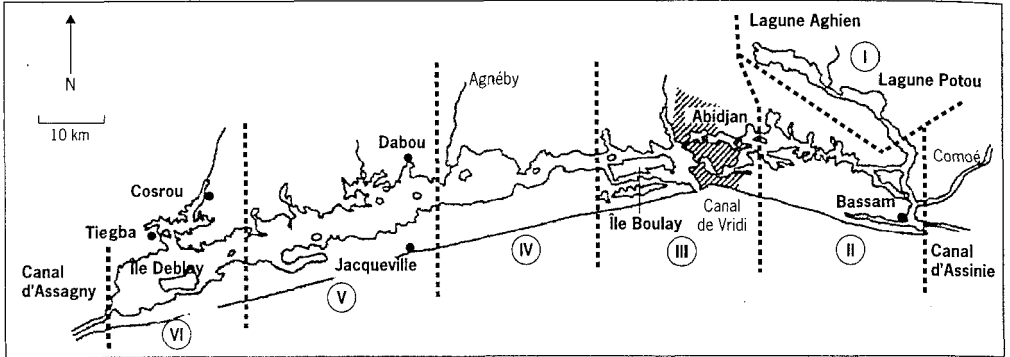 Lagune Aghien
I
Lagune Potou
N
10 km
Agnéby
Abidjan
Dabou
Comoé
Cosrou
Bassam
Tiegba
Île Boulay
Canal
de Vridi
Île Deblay
Jacqueville
Canal
d'Assagny
Canal
d'Assinie
VI
V
IV
III
II